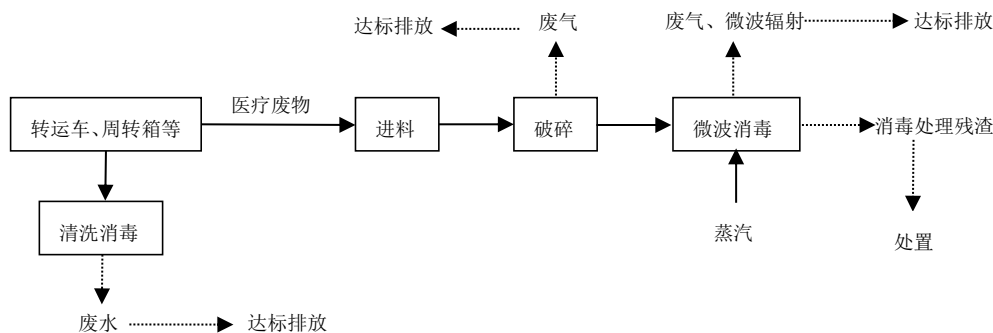 达标排放
废气
废气、微波辐射
达标排放
医疗废物
转运车、周转箱等
进料
破碎
微波消毒
消毒处理残渣
清洗消毒
蒸汽
处置
废水
达标排放